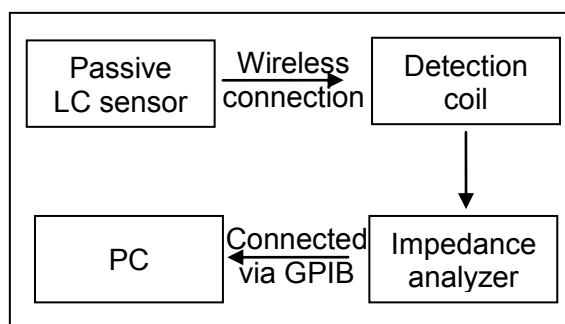 Passive
LC sensor
Wireless
connection
Detection
coil
PC
Connected
via GPIB
Impedance
analyzer